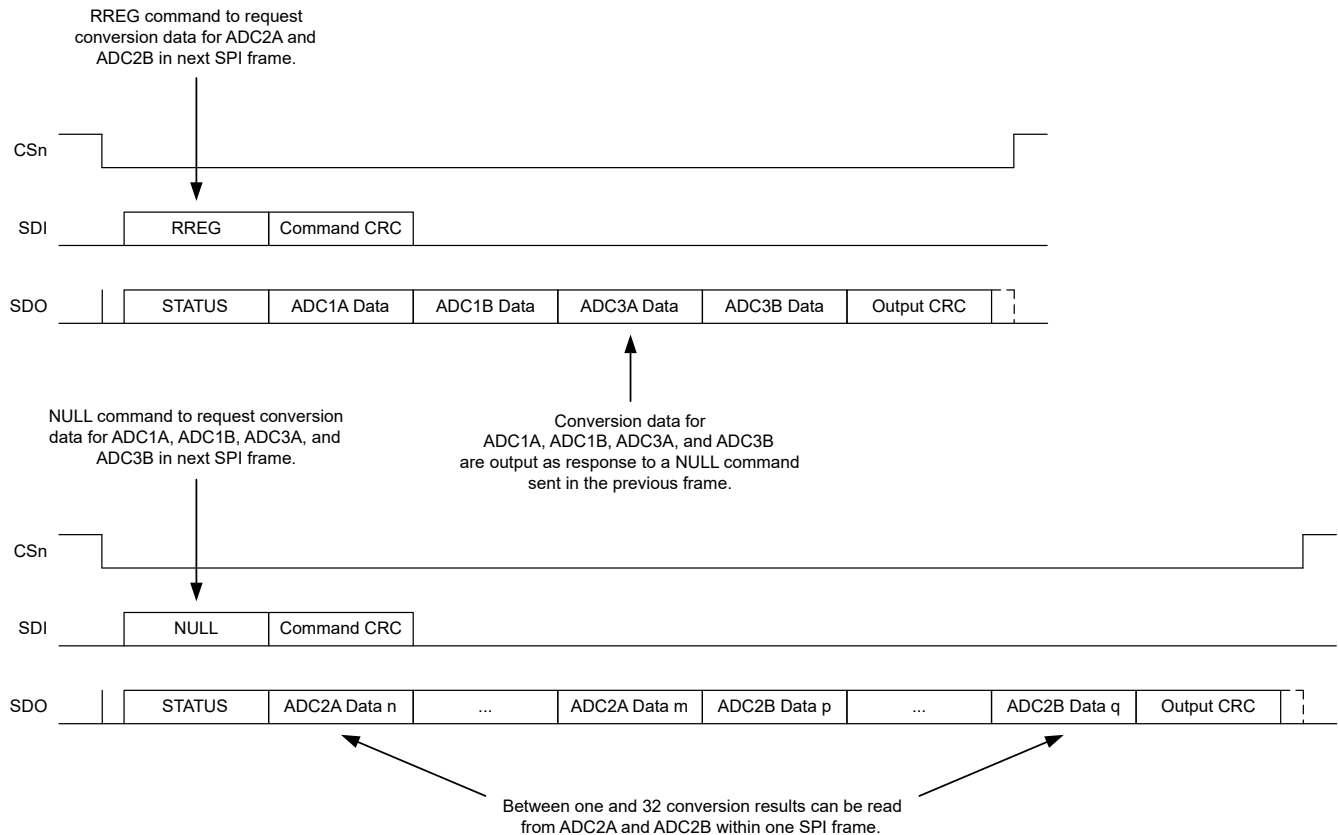 RREG command to request
conversion data for ADC2A and
ADC2B in next SPI frame.
CSn
SDI RREG Command CRC
SDO STATUS ADC1A Data ADC1B Data ADC3A Data ADC3B Data Output CRC
NULL command to request conversion
data for ADC1A, ADC1B, ADC3A, and
ADC3B in next SPI frame.
Conversion data for
ADC1A, ADC1B, ADC3A, and ADC3B
are output as response to a NULL command
sent in the previous frame.
CSn
SDI NULL Command CRC
SDO STATUS ADC2A Data n ... ADC2A Data m ADC2B Data p ... ADC2B Data q Output CRC
Between one and 32 conversion results can be read
from ADC2A and ADC2B within one SPI frame.